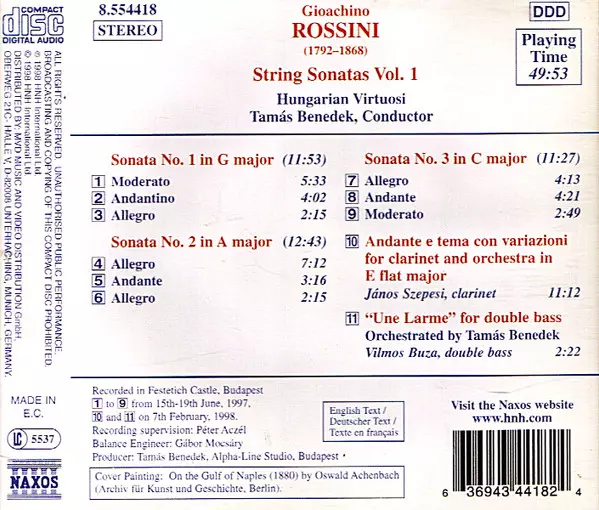 COMPACT
disc
DIGITAL AUDIO
8.554418
STEREO
Gioachino
ROSSINI
(1792–1868)
String Sonatas Vol. 1
Hungarian Virtuosi
Tamás Benedek, Conductor
DDD
Playing
Time
49:53
Sonata No. 1 in G major (11:53)
1 Moderato 5:33
2 Andantino 4:02
3 Allegro 2:15
Sonata No. 2 in A major (12:43)
4 Allegro 7:12
5 Andante 3:16
6 Allegro 2:15
Sonata No. 3 in C major (11:27)
7 Allegro 4:13
8 Andante 4:21
9 Moderato 2:49
10 Andante e tema con variazioni
for clarinet and orchestra in
E flat major
János Szepesi, clarinet 11:12
11 “Une Larme” for double bass
Orchestrated by Tamás Benedek
Vilmos Buza, double bass 2:22
ALL RIGHTS RESERVED. UNAUTHORISED PUBLIC PERFORMANCE,
BROADCASTING AND COPYING OF THIS COMPACT DISC PROHIBITED.
℗ 1998 HNH International Ltd.
© 1998 HNH International Ltd.
DISTRIBUTED BY: MVD MUSIC AND VIDEO DISTRIBUTION GmbH,
OBERWEG 21C - HALLE V, D-82008 UNTERHACHING, MUNICH, GERMANY.
MADE IN
E.C.
LC 5537
NAXOS
Recorded in Festetich Castle, Budapest
1 to 9 from 15th-19th June, 1997,
10 and 11 on 7th February, 1998.
Recording supervision: Péter Aczél
Balance Engineer: Gábor Mocsáry
Producer: Tamás Benedek, Alpha-Line Studio, Budapest
Cover Painting: On the Gulf of Naples (1880) by Oswald Achenbach
(Archiv für Kunst und Geschichte, Berlin).
English Text /
Deutscher Text /
Texte en français
Visit the Naxos website
www.hnh.com
6 36943 44182 4